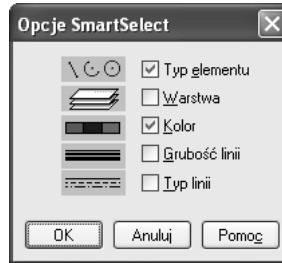 Opcje SmartSelect
Typ elementu
Warstwa
Kolor
Grubość linii
Typ linii
OK Anuluj Pomoc